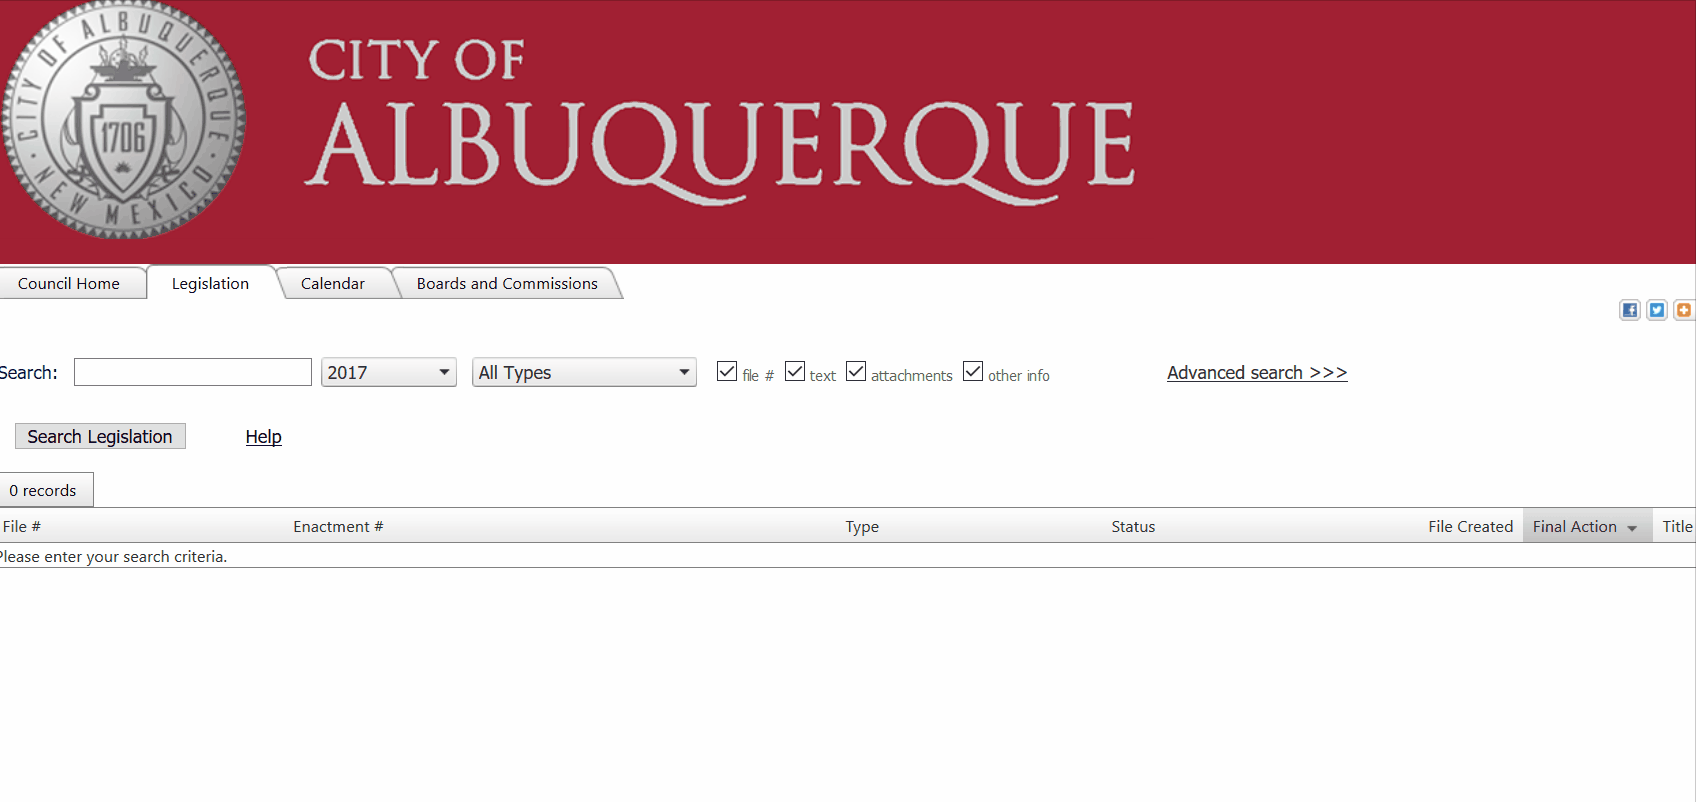 CITY OF ALBUQUERQUE
NEW MEXICO
1706
CITY OF
ALBUQUERQUE
Council Home Legislation Calendar Boards and Commissions
Search: 2017 All Types file # text attachments other info Advanced search >>>
Search Legislation Help
0 records
File # Enactment # Type Status File Created Final Action Title
Please enter your search criteria.